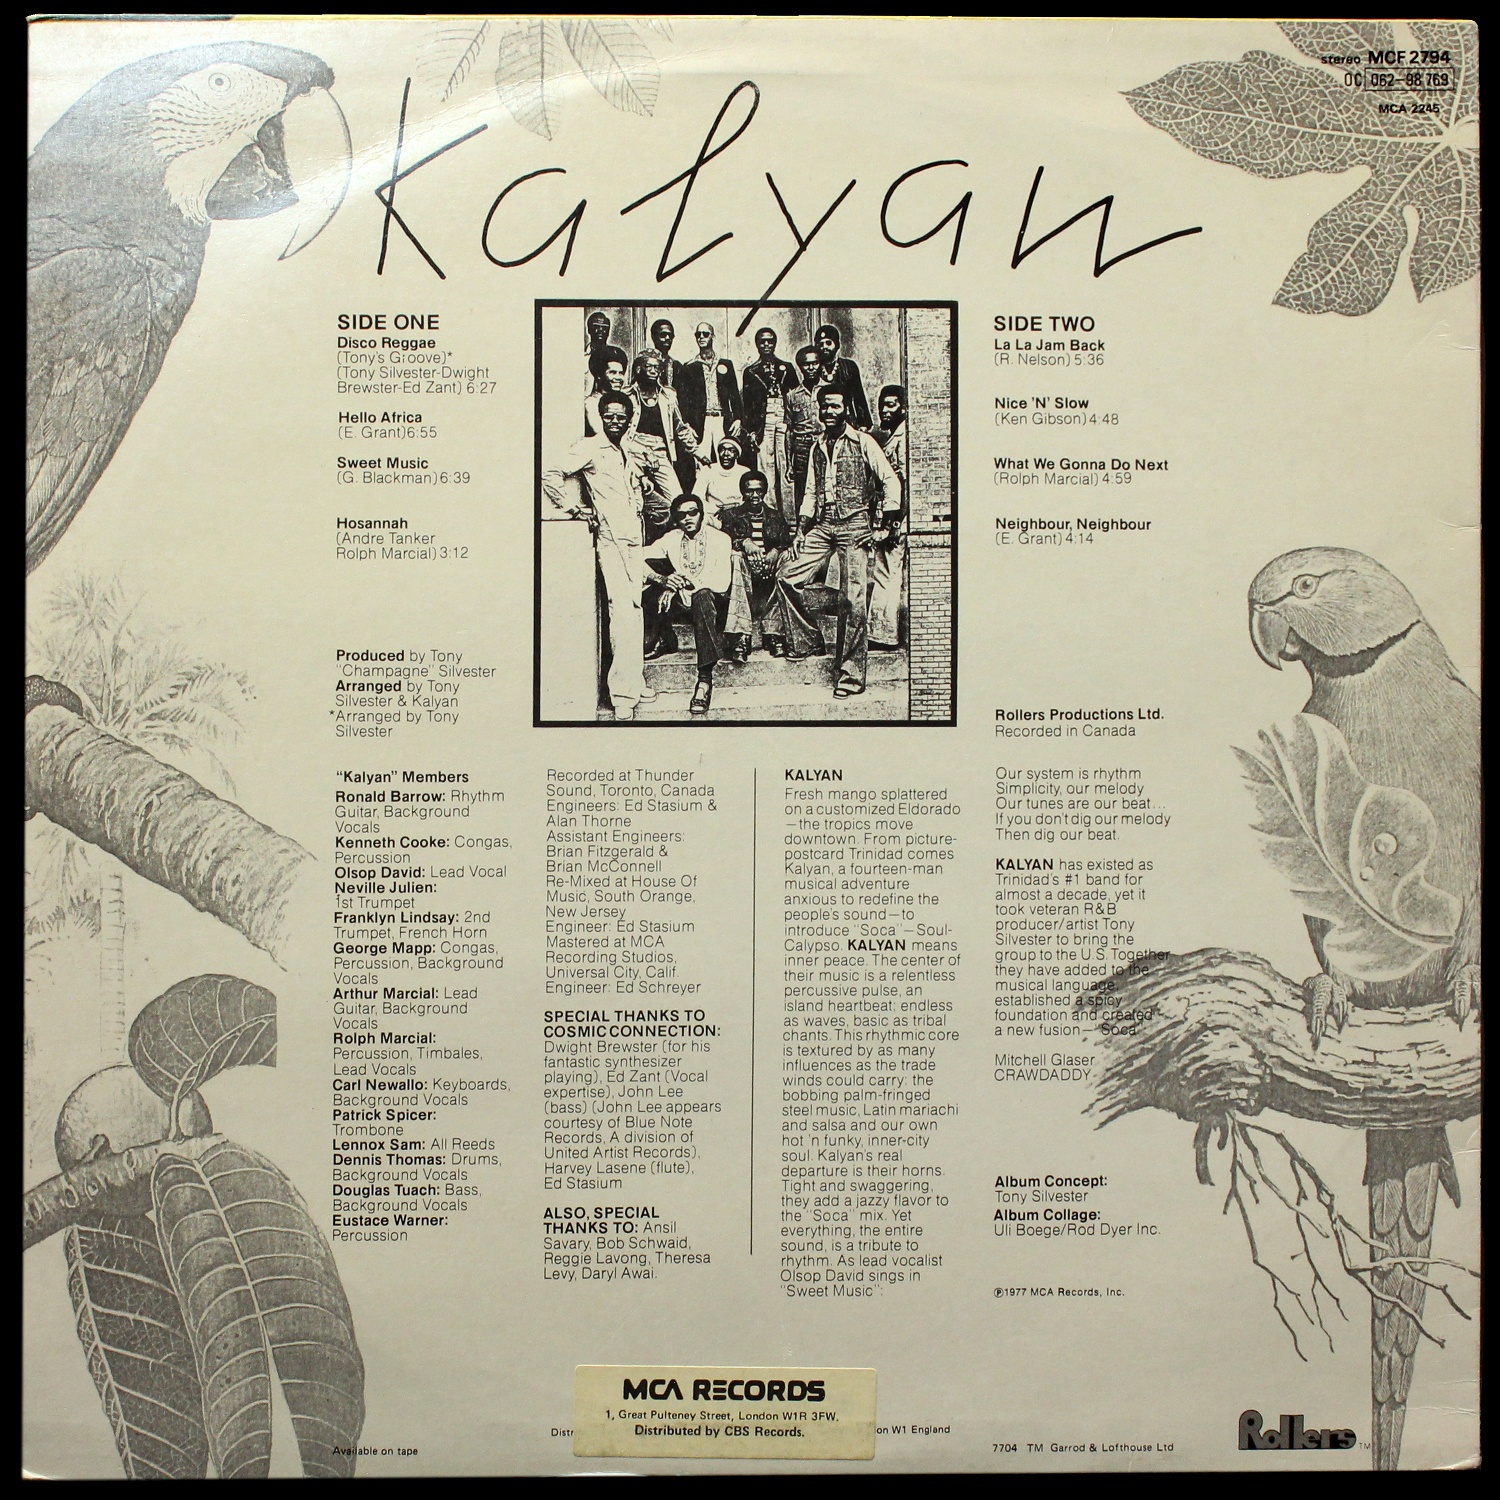 stereo MCF 2794
OC 062-98 769
MCA 2245
Kalyan
SIDE ONE
Disco Reggae
(Tony's Groove)*
(Tony Silvester-Dwight
Brewster-Ed Zant) 6:27
Hello Africa
(E. Grant) 6:55
Sweet Music
(G. Blackman) 6:39
Hosannah
(Andre Tanker
Rolph Marcial) 3:12
Produced by Tony
"Champagne" Silvester
Arranged by Tony
Silvester & Kalyan
*Arranged by Tony
Silvester
SIDE TWO
La La Jam Back
(R. Nelson) 5:36
Nice 'N' Slow
(Ken Gibson) 4:48
What We Gonna Do Next
(Rolph Marcial) 4:59
Neighbour, Neighbour
(E. Grant) 4:14
Rollers Productions Ltd.
Recorded in Canada
"Kalyan" Members
Ronald Barrow: Rhythm
Guitar, Background
Vocals
Kenneth Cooke: Congas,
Percussion
Olsop David: Lead Vocal
Neville Julien:
1st Trumpet
Franklyn Lindsay: 2nd
Trumpet, French Horn
George Mapp: Congas,
Percussion, Background
Vocals
Arthur Marcial: Lead
Guitar, Background
Vocals
Rolph Marcial:
Percussion, Timbales,
Lead Vocals
Carl Newallo: Keyboards,
Background Vocals
Patrick Spicer:
Trombone
Lennox Sam: All Reeds
Dennis Thomas: Drums,
Background Vocals
Douglas Tuach: Bass,
Background Vocals
Eustace Warner:
Percussion
Recorded at Thunder
Sound, Toronto, Canada
Engineers: Ed Stasium &
Alan Thorne
Assistant Engineers:
Brian Fitzgerald &
Brian McConnell
Re-Mixed at House Of
Music, South Orange,
New Jersey
Engineer: Ed Stasium
Mastered at MCA
Recording Studios,
Universal City, Calif.
Engineer: Ed Schreyer
SPECIAL THANKS TO
COSMIC CONNECTION:
Dwight Brewster (for his
fantastic synthesizer
playing), Ed Zant (Vocal
expertise), John Lee
(bass) (John Lee appears
courtesy of Blue Note
Records, A division of
United Artist Records),
Harvey Lasene (flute),
Ed Stasium
ALSO, SPECIAL
THANKS TO: Ansil
Savary, Bob Schwaid,
Reggie Lavong, Theresa
Levy, Daryl Awai.
KALYAN
Fresh mango splattered
on a customized Eldorado
—the tropics move
downtown. From picture-
postcard Trinidad comes
Kalyan, a fourteen-man
musical adventure
anxious to redefine the
people's sound—to
introduce "Soca"—Soul-
Calypso. KALYAN means
inner peace. The center of
their music is a relentless
percussive pulse, an
island heartbeat; endless
as waves, basic as tribal
chants. This rhythmic core
is textured by as many
influences as the trade
winds could carry: the
bobbing palm-fringed
steel music, Latin mariachi
and salsa and our own
hot 'n funky, inner-city
soul. Kalyan's real
departure is their horns.
Tight and swaggering,
they add a jazzy flavor to
the "Soca" mix. Yet
everything, the entire
sound, is a tribute to
rhythm. As lead vocalist
Olsop David sings in
"Sweet Music":
Our system is rhythm
Simplicity, our melody
Our tunes are our beat...
If you don't dig our melody
Then dig our beat.
KALYAN has existed as
Trinidad's #1 band for
almost a decade, yet it
took veteran R&B
producer/artist Tony
Silvester to bring the
group to the U.S. Together
they have added to the
musical language,
established a spicy
foundation and created
a new fusion—"Soca"
Mitchell Glaser
CRAWDADDY
Album Concept:
Tony Silvester
Album Collage:
Uli Boege/Rod Dyer Inc.
℗1977 MCA Records, Inc.
MCA RECORDS
1, Great Pulteney Street, London W1R 3FW.
Distributed by CBS Records.
Distr
on W1 England
Available on tape
7704 TM Garrod & Lofthouse Ltd
Rollers TM